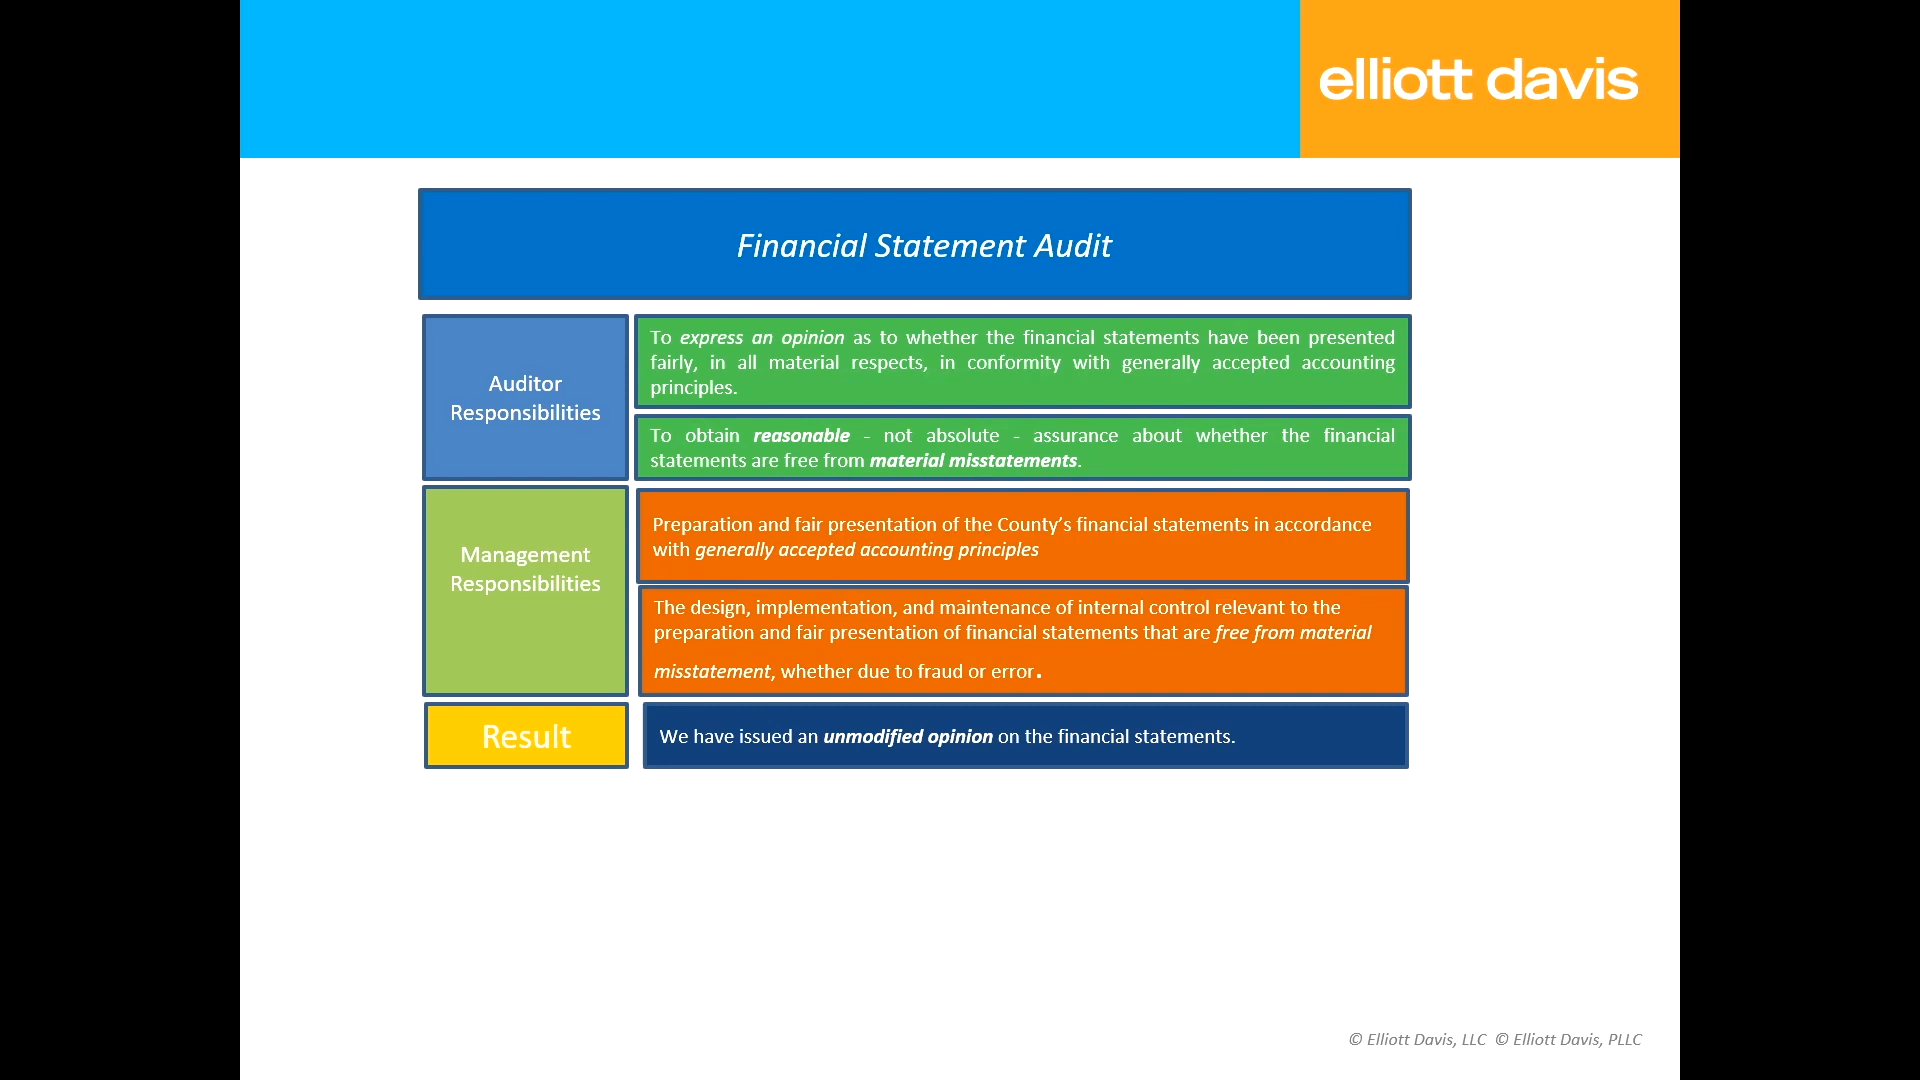 elliott davis
Financial Statement Audit
Auditor
Responsibilities
To express an opinion as to whether the financial statements have been presented
fairly, in all material respects, in conformity with generally accepted accounting
principles.
To obtain reasonable - not absolute - assurance about whether the financial
statements are free from material misstatements.
Management
Responsibilities
Preparation and fair presentation of the County’s financial statements in accordance
with generally accepted accounting principles
The design, implementation, and maintenance of internal control relevant to the
preparation and fair presentation of financial statements that are free from material
misstatement, whether due to fraud or error.
Result
We have issued an unmodified opinion on the financial statements.
© Elliott Davis, LLC © Elliott Davis, PLLC